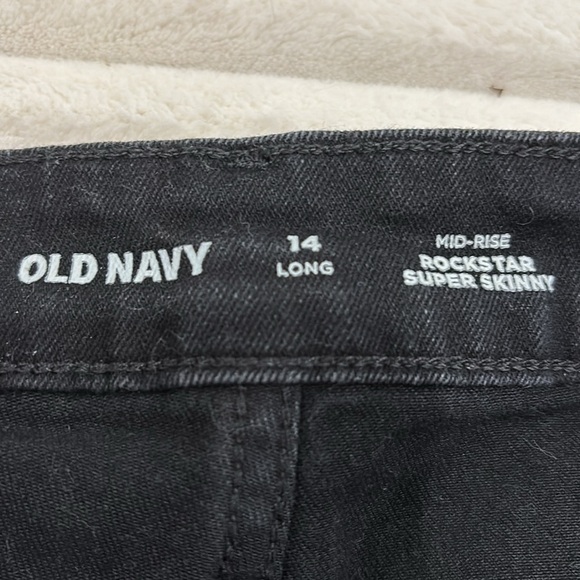 OLD NAVY
14
LONG
MID-RISE
ROCKSTAR
SUPER SKINNY